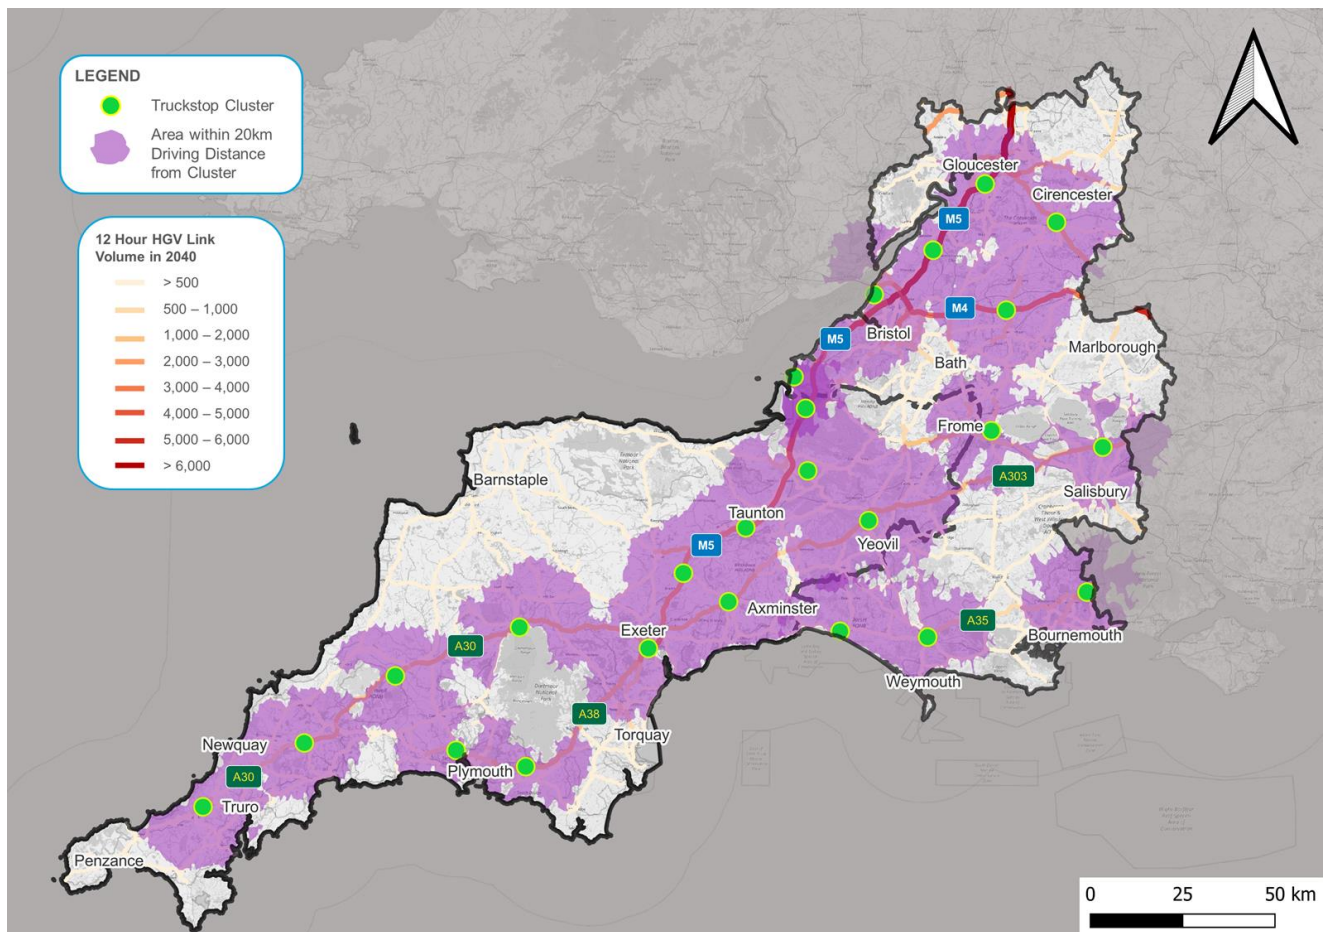 LEGEND
Truckstop Cluster
Area within 20km
Driving Distance
from Cluster
12 Hour HGV Link
Volume in 2040
> 500
500 – 1,000
1,000 – 2,000
2,000 – 3,000
3,000 – 4,000
4,000 – 5,000
5,000 – 6,000
> 6,000
Gloucester
Cirencester
M5
M4
Bristol
M5
Marlborough
Bath
Frome
Barnstaple
A303
Salisbury
Taunton
Yeovil
M5
Axminster
Exeter
A35
Bournemouth
A30
Weymouth
A38
Torquay
Newquay
Plymouth
A30
Truro
Penzance
0 25 50 km